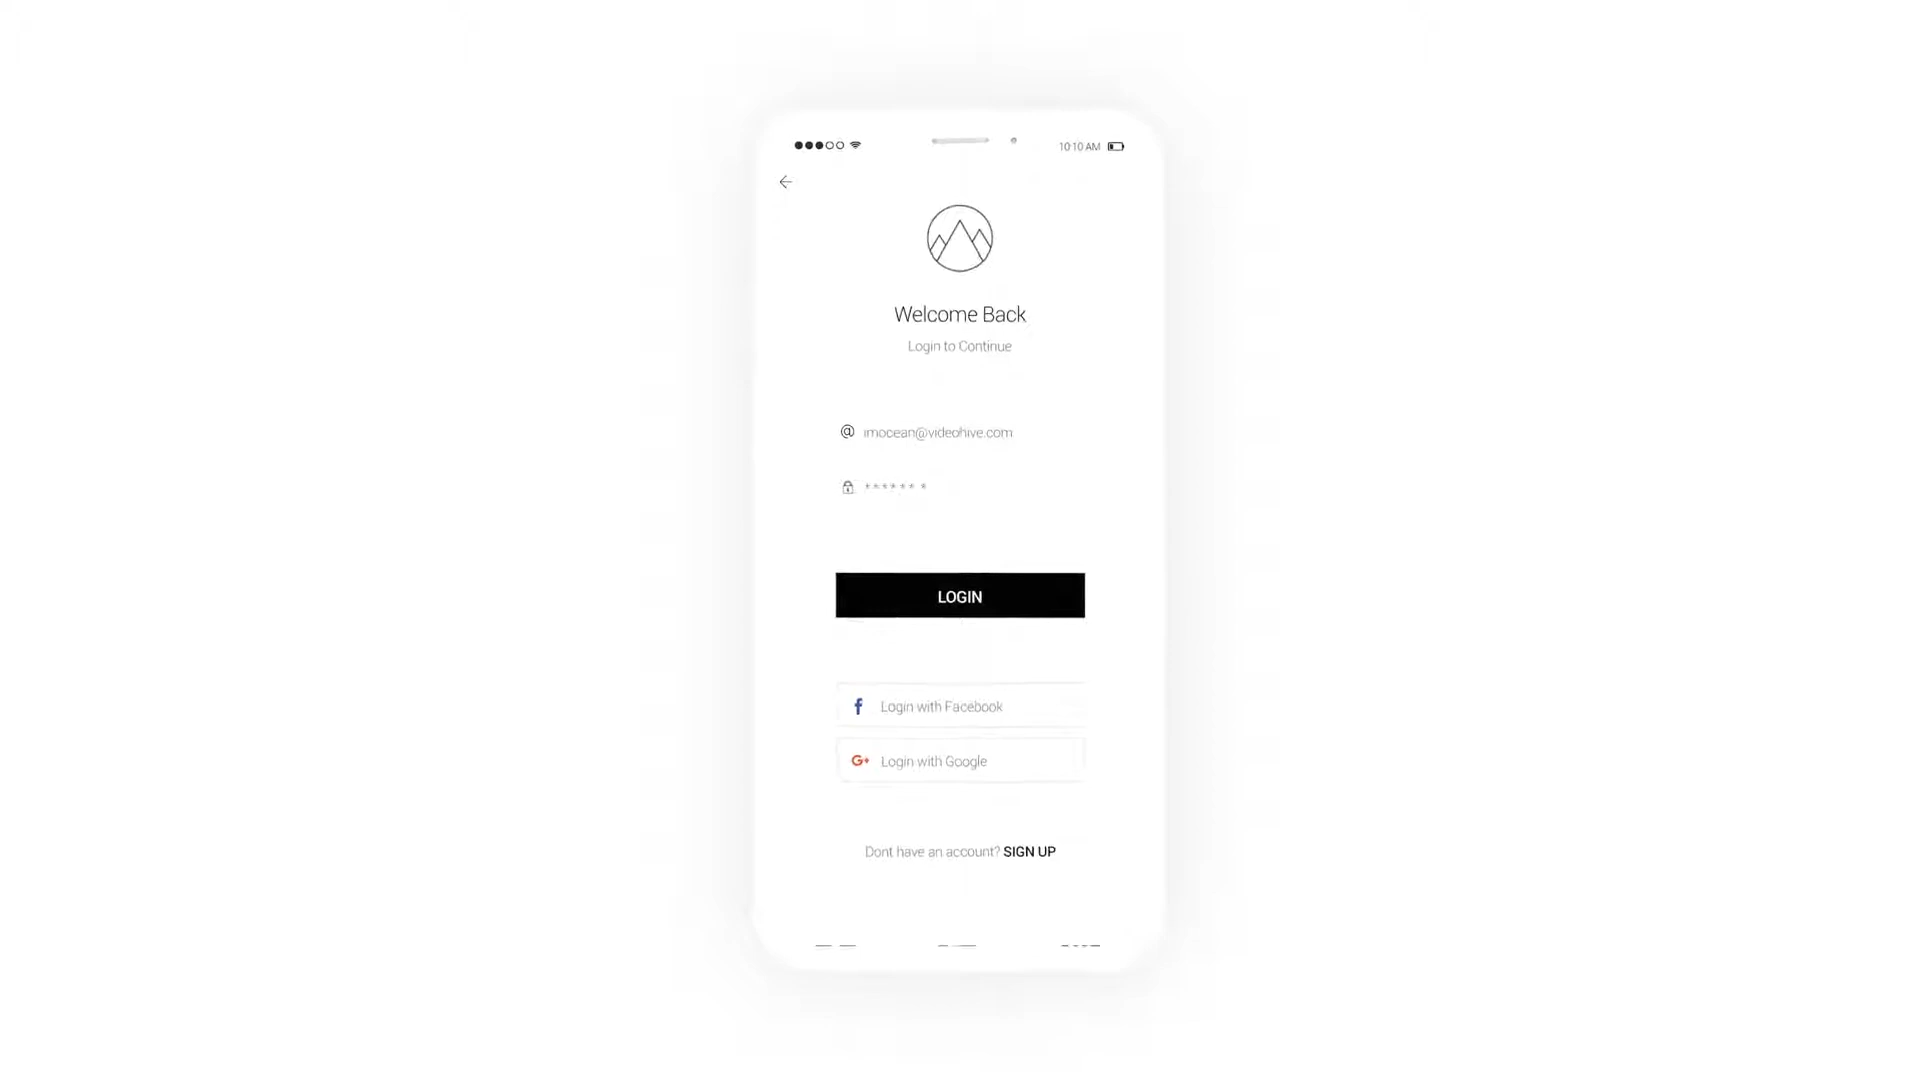 10:10 AM
Welcome Back
Login to Continue
@ imocean@videohive.com
*******
LOGIN
f Login with Facebook
G+ Login with Google
Dont have an account? SIGN UP